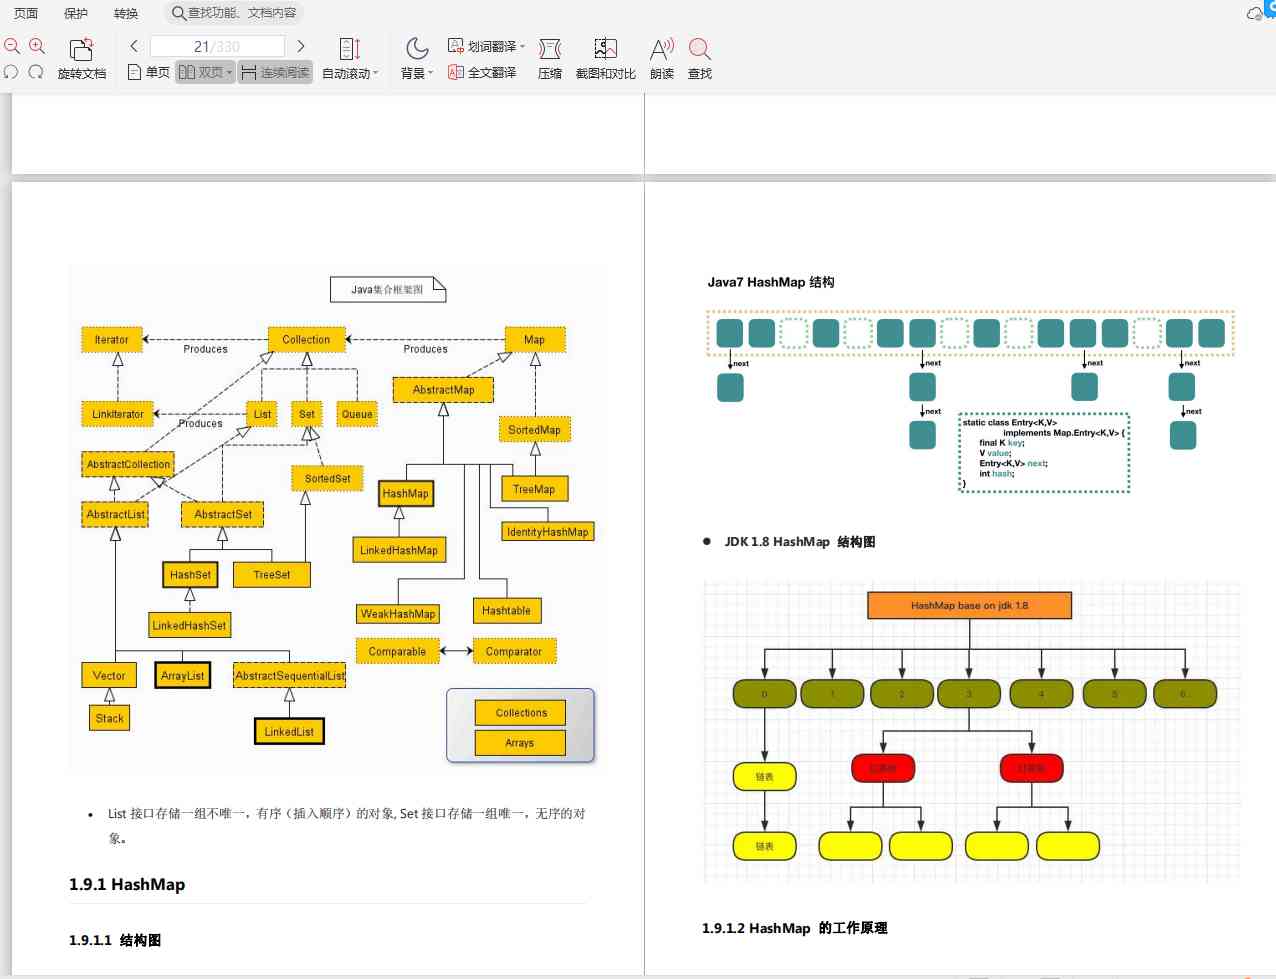 页面 保护 转换 查找功能、文档内容
旋转文档
21/330
单页 双页 连续阅读
自动滚动
背景
划词翻译
全文翻译
压缩
截图和对比
朗读
查找
Java集合框架图
Iterator
Produces
Collection
Produces
Map
AbstractMap
LinkIterator
Produces
List
Set
Queue
SortedMap
AbstractCollection
SortedSet
HashMap
TreeMap
AbstractList
AbstractSet
IdentityHashMap
LinkedHashMap
HashSet
TreeSet
WeakHashMap
Hashtable
LinkedHashSet
Comparable
Comparator
Vector
ArrayList
AbstractSequentialList
Stack
LinkedList
Collections
Arrays
• List 接口存储一组不唯一，有序（插入顺序）的对象, Set 接口存储一组唯一，无序的对
象。
1.9.1 HashMap
1.9.1.1 结构图
Java7 HashMap 结构
next
next
next
next
next
next
static class Entry<K,V>
implements Map.Entry<K,V> {
final K key;
V value;
Entry<K,V> next;
int hash;
}
● JDK 1.8 HashMap 结构图
HashMap base on jdk 1.8
0
1
2
3
4
5
6..
链表
链表
1.9.1.2 HashMap 的工作原理